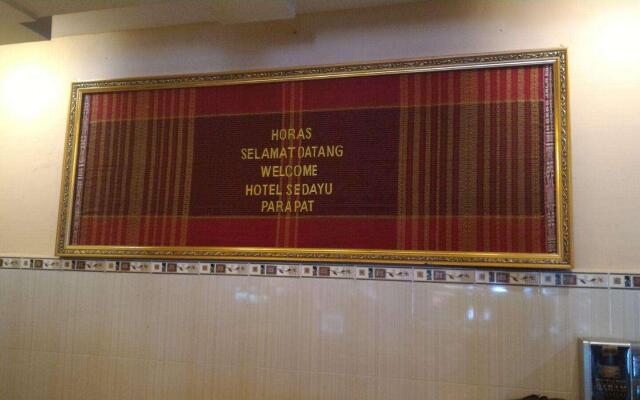 HORAS
SELAMAT DATANG
WELCOME
HOTEL SEDAYU
PARAPAT